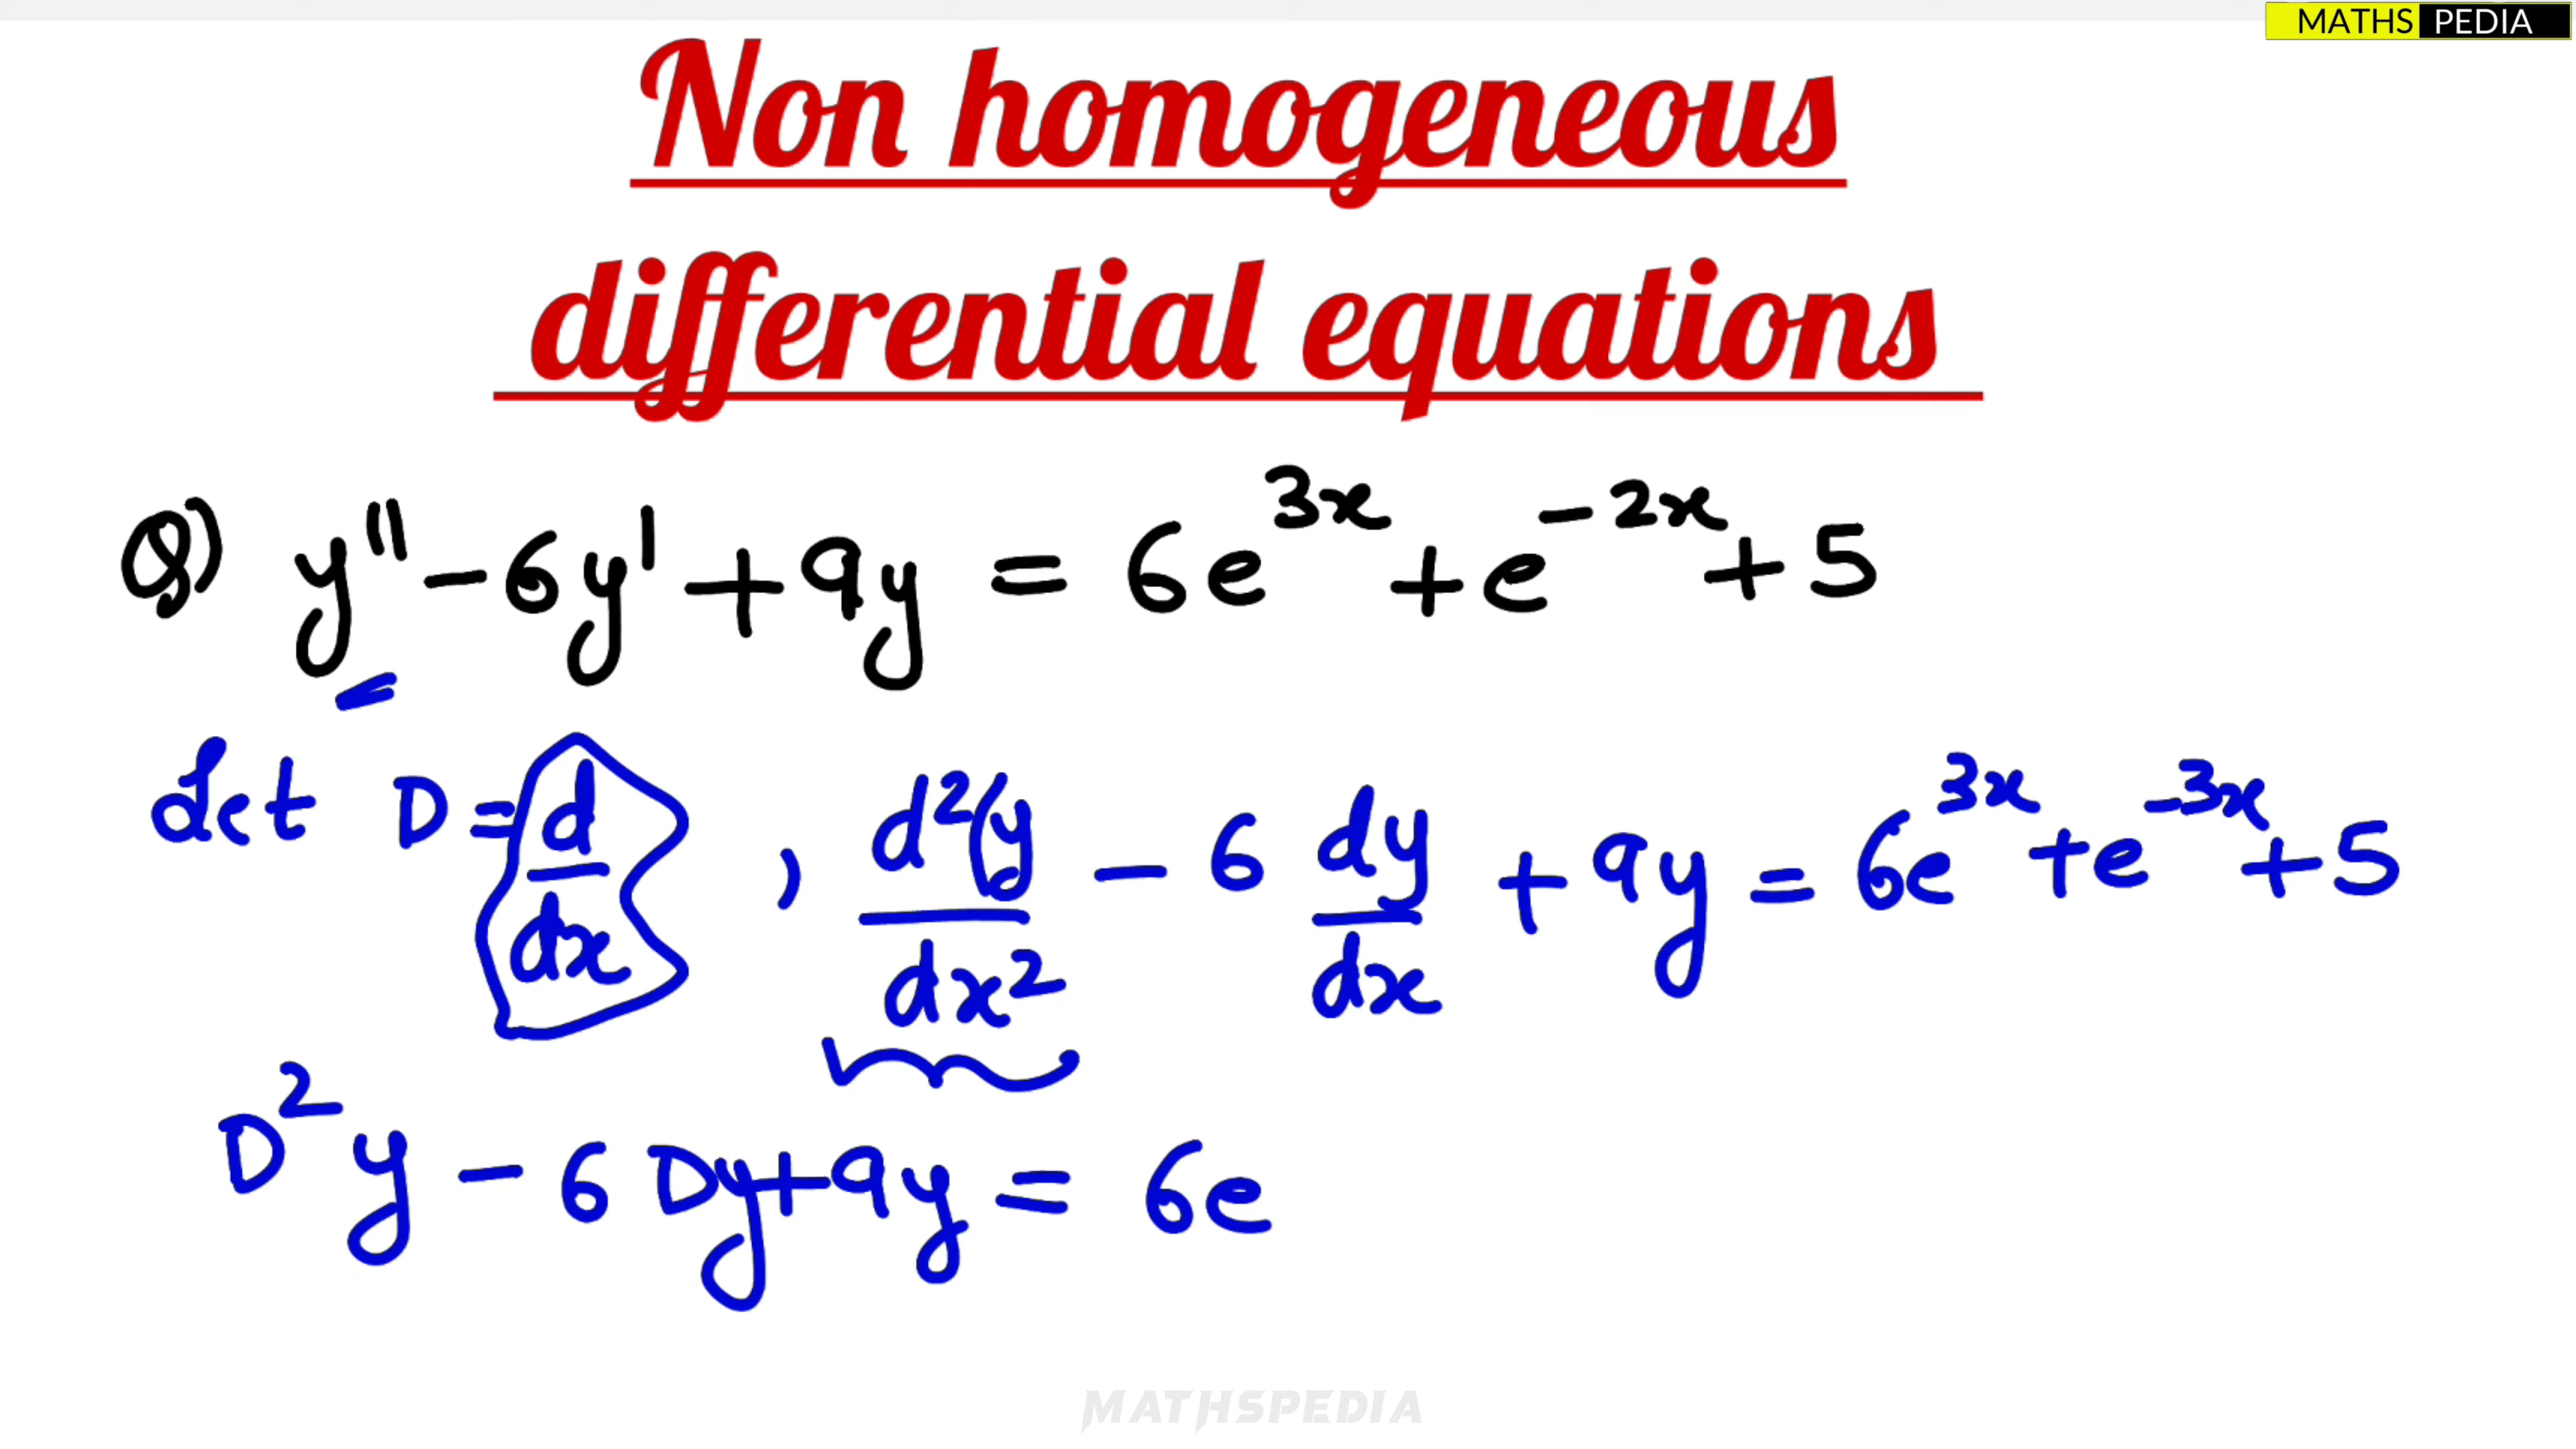 MATHS PEDIA
Non homogeneous
differential equations
Q) y'' - 6y' + 9y = 6e^{3x} + e^{-2x} + 5
Let D = d/dx , d²y/dx² - 6 dy/dx + 9y = 6e^{3x} + e^{-3x} + 5
D²y - 6Dy + 9y = 6e
MATHSPEDIA